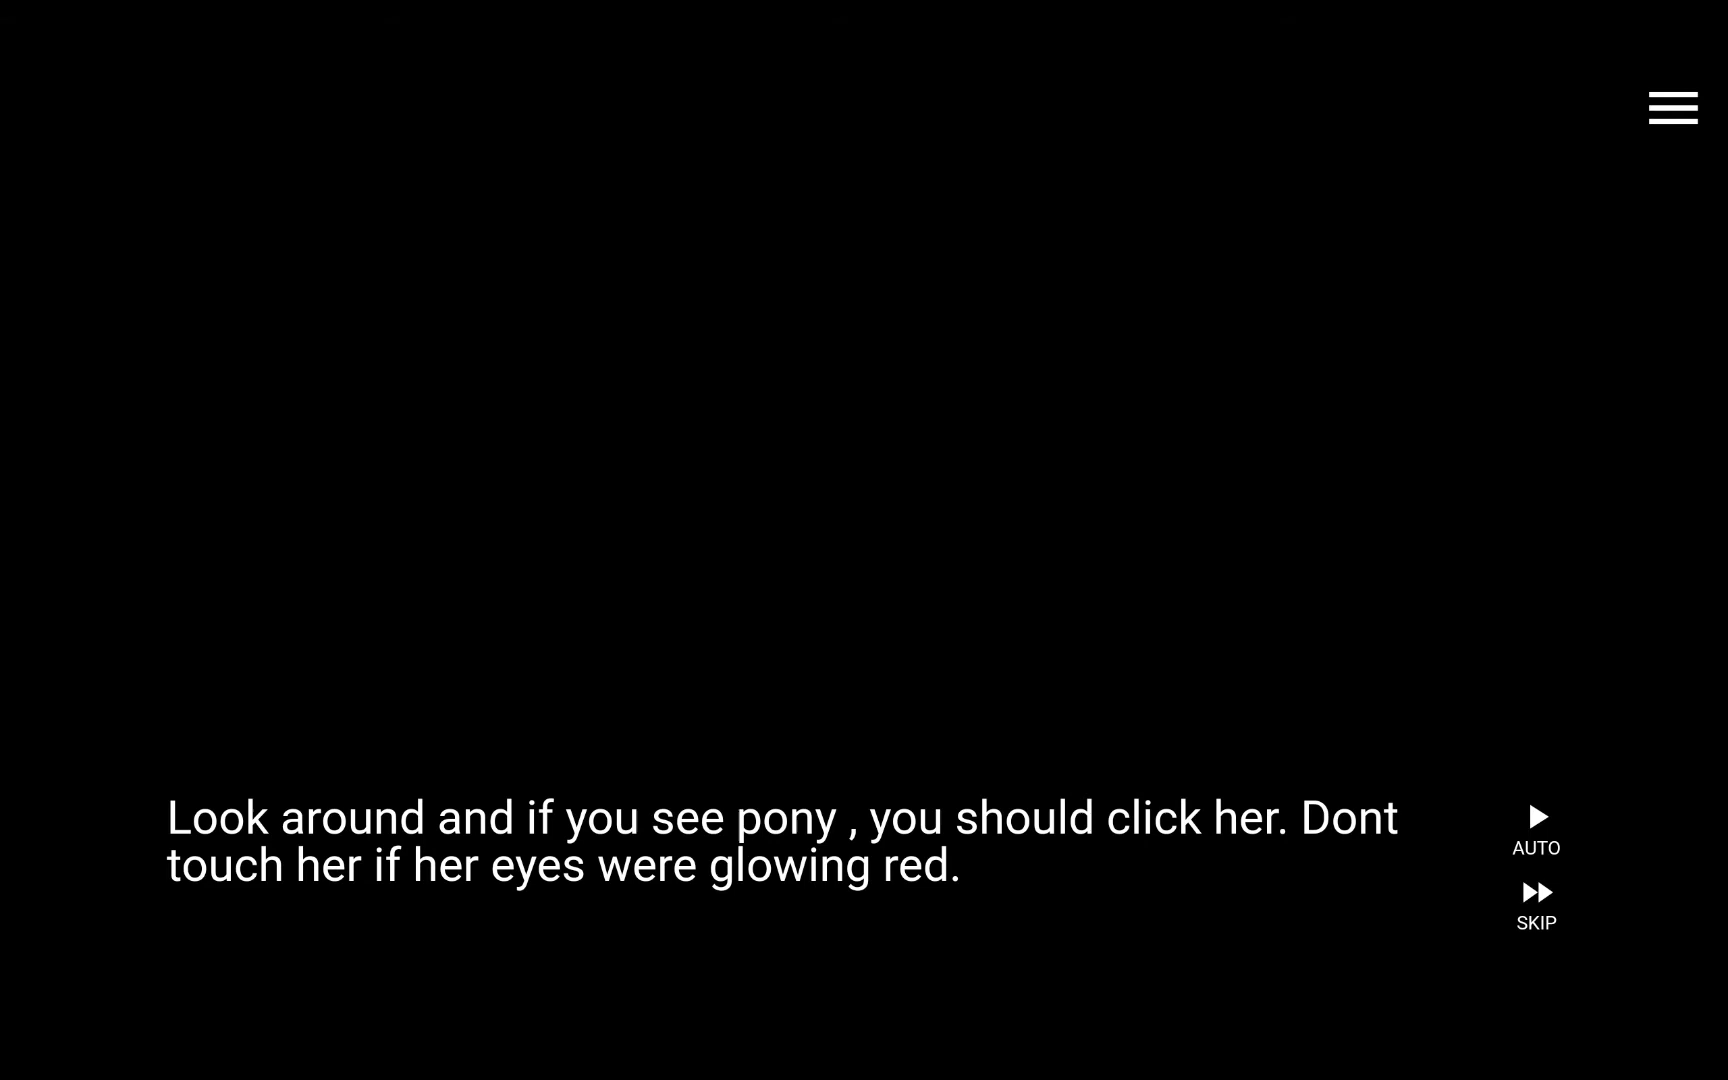 Look around and if you see pony , you should click her. Dont
touch her if her eyes were glowing red.
AUTO
SKIP